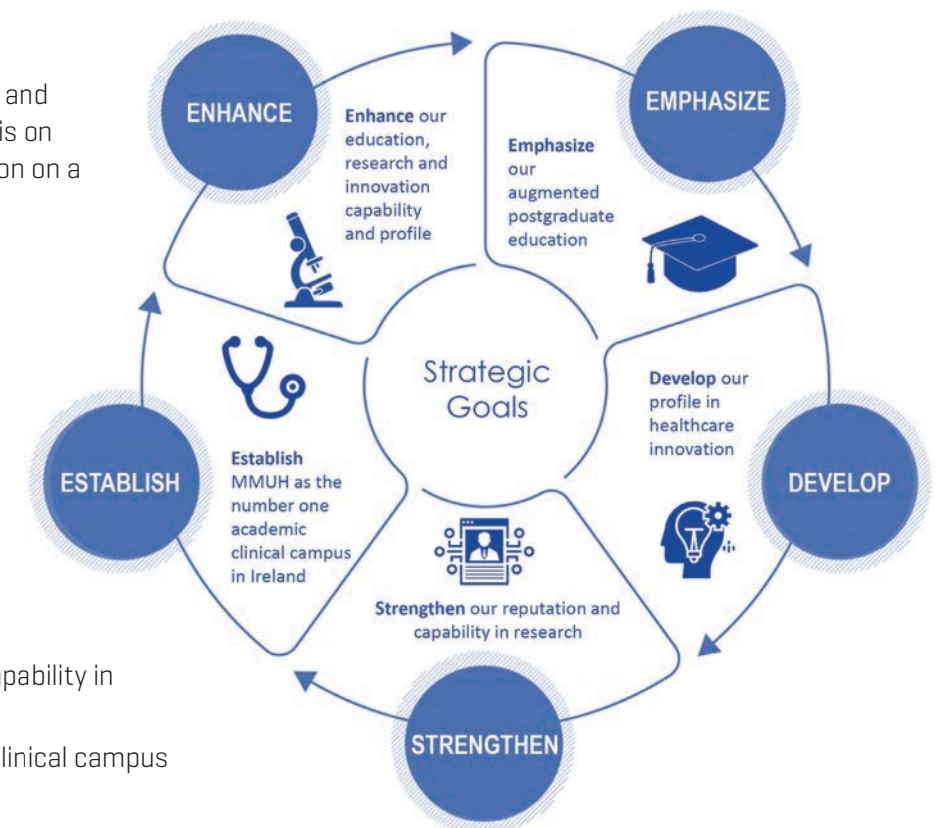 and
is on
on on a
pability in
linical campus
ENHANCE
Enhance our
education,
research and
innovation
capability
and profile
EMPHASIZE
Emphasize
our
augmented
postgraduate
education
Strategic
Goals
Develop our
profile in
healthcare
innovation
DEVELOP
Strengthen our reputation and
capability in research
STRENGTHEN
Establish
MMUH as the
number one
academic
clinical campus
in Ireland
ESTABLISH